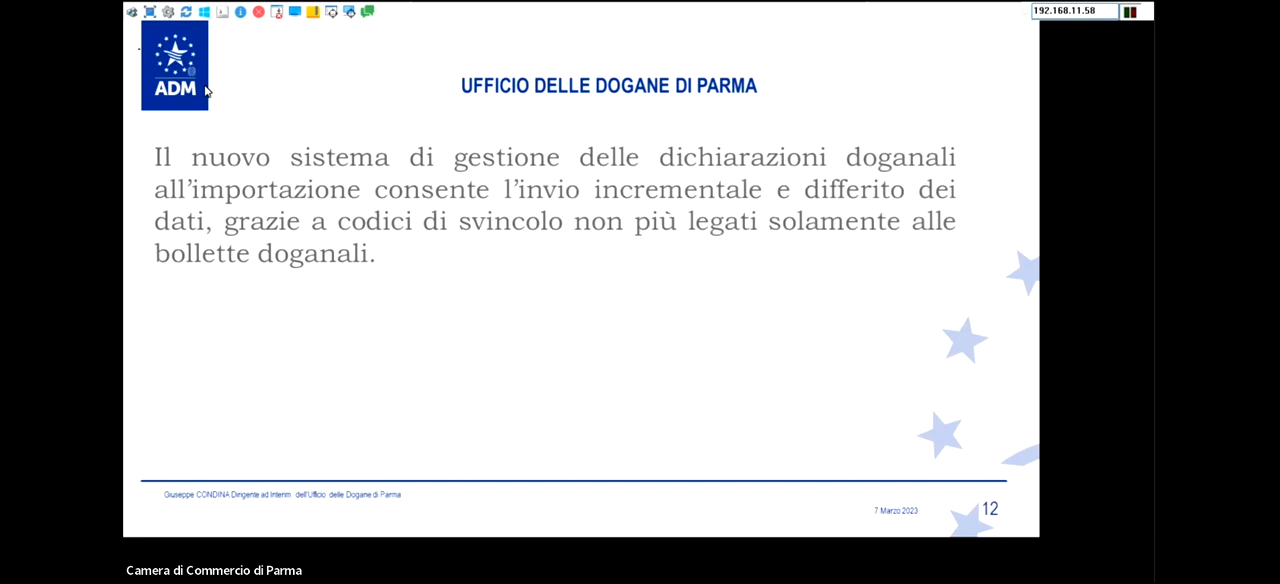 192.168.11.58
ADM
UFFICIO DELLE DOGANE DI PARMA
Il nuovo sistema di gestione delle dichiarazioni doganali
all’importazione consente l’invio incrementale e differito dei
dati, grazie a codici di svincolo non più legati solamente alle
bollette doganali.
Giuseppe CONDINA Dirigente ad Interim dell'Ufficio delle Dogane di Parma
7 Marzo 2023
12
Camera di Commercio di Parma